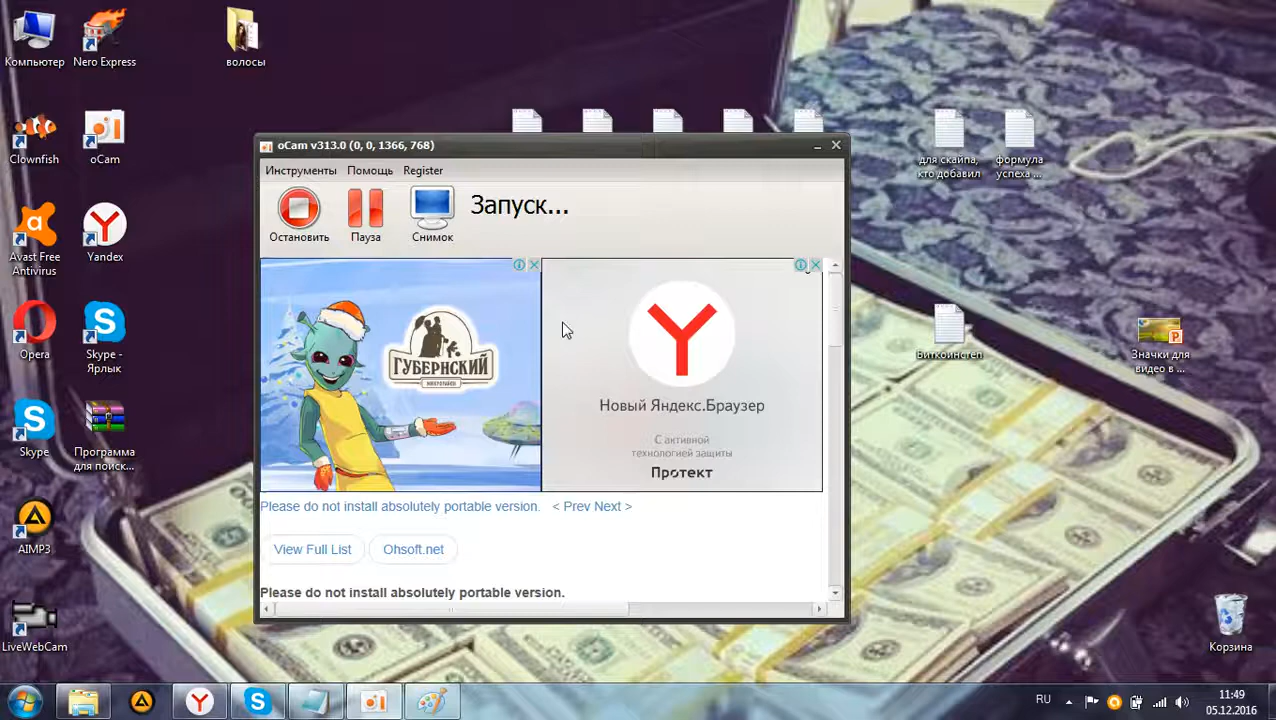 Компьютер
Nero Express
волосы
Clownfish
oCam
для скайпа,
кто добавил
формула
успеха ...
oCam v313.0 (0, 0, 1366, 768)
Инструменты Помощь Register
Запуск...
Остановить Пауза Снимок
Avast Free
Antivirus
Yandex
ГУБЕРНСКИЙ
МИКРОРАЙОН
Новый Яндекс.Браузер
С активной
технологией защиты
Протект
Opera
Skype -
Ярлык
Биткоинстеп
Значки для
видео в ...
Skype
Программа
для поиск...
Please do not install absolutely portable version. < Prev Next >
View Full List Ohsoft.net
Please do not install absolutely portable version.
AIMP3
LiveWebCam
Корзина
RU
11:49
05.12.2016